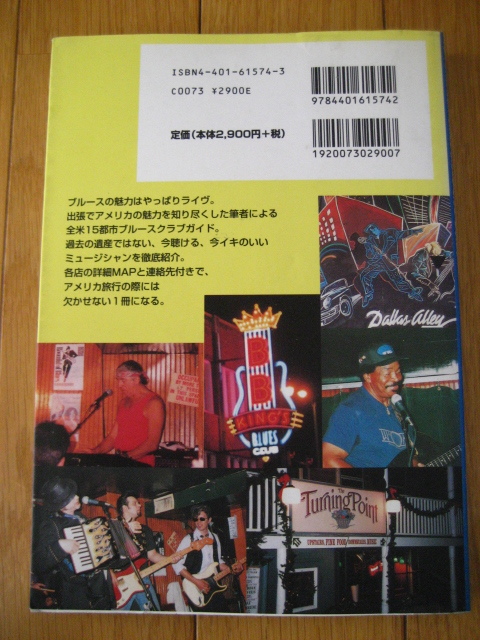 ISBN4-401-61574-3
C0073 ¥2900E
定価(本体2,900円+税)
9784401615742
1920073029007
ブルースの魅力はやっぱりライヴ。
出張でアメリカの魅力を知り尽くした筆者による
全米15都市ブルースクラブガイド。
過去の遺産ではない、今聴ける、今イキのいい
ミュージシャンを徹底紹介。
各店の詳細MAPと連絡先付きで、
アメリカ旅行の際には
欠かせない1冊になる。
Dallas Alley
BB
KING'S
BLUES
CLUB
The
Turning Point